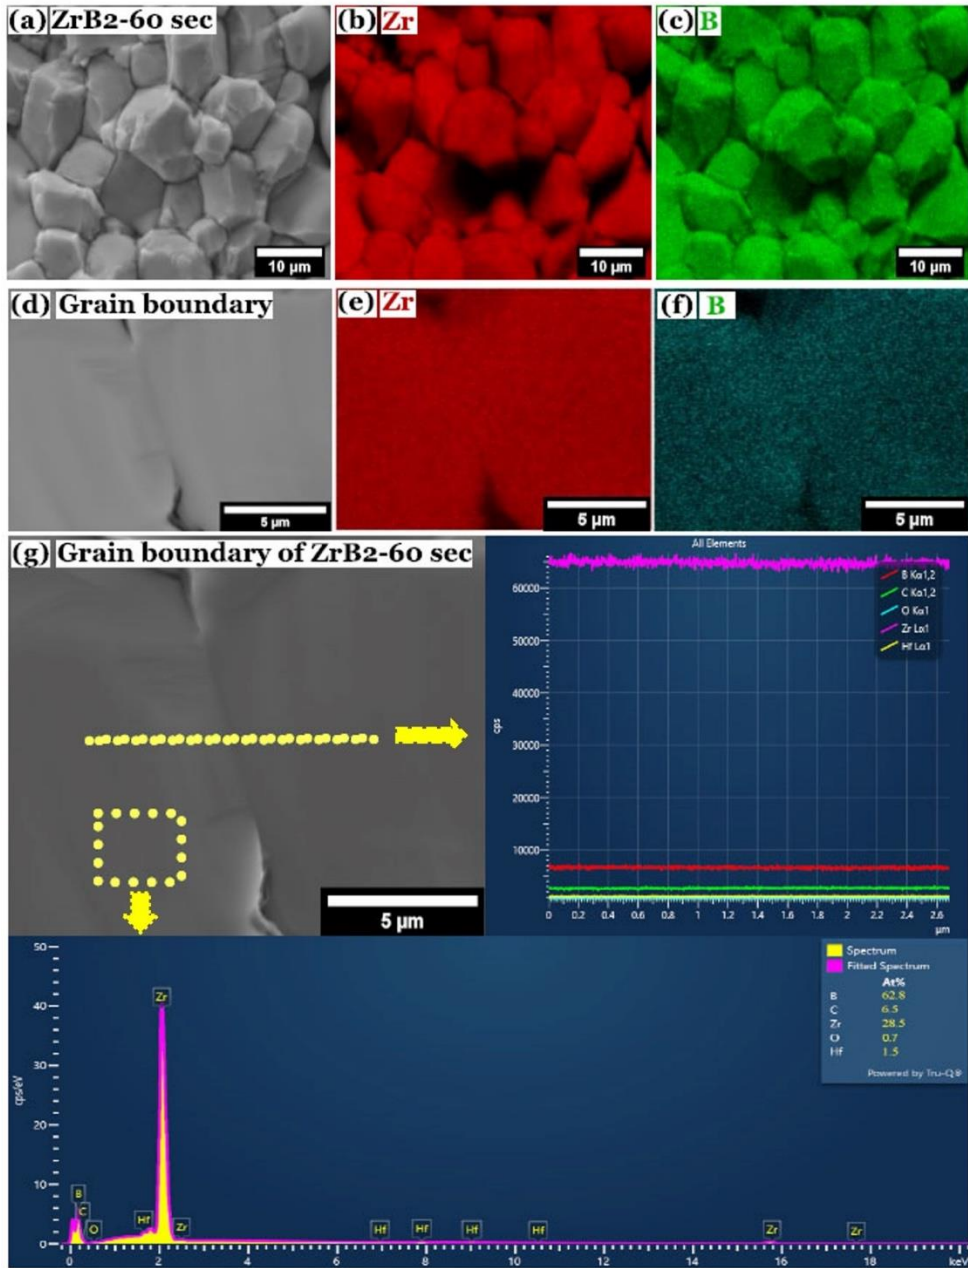 (a) ZrB2-60 sec
(b) Zr
(c) B
10 µm
10 µm
10 µm
(d) Grain boundary
(e) Zr
(f) B
5 µm
5 µm
5 µm
(g) Grain boundary of ZrB2-60 sec
5 µm
All Elements
B Kα1,2
C Kα1,2
O Kα1
Zr Lα1
Hf Lα1
cps
60000
50000
40000
30000
20000
10000
0 0.2 0.4 0.6 0.8 1 1.2 1.4 1.6 1.8 2 2.2 2.4 2.6
µm
Spectrum
Fitted Spectrum
At%
B 62.8
C 6.5
Zr 28.5
O 0.7
Hf 1.5
Powered by Tru-Q®
cps/eV
50
40
30
20
10
0
Zr
B
C
O
Hf
Zr
Hf
Hf
Hf
Hf
Zr
Zr
0 2 4 6 8 10 12 14 16 18 keV